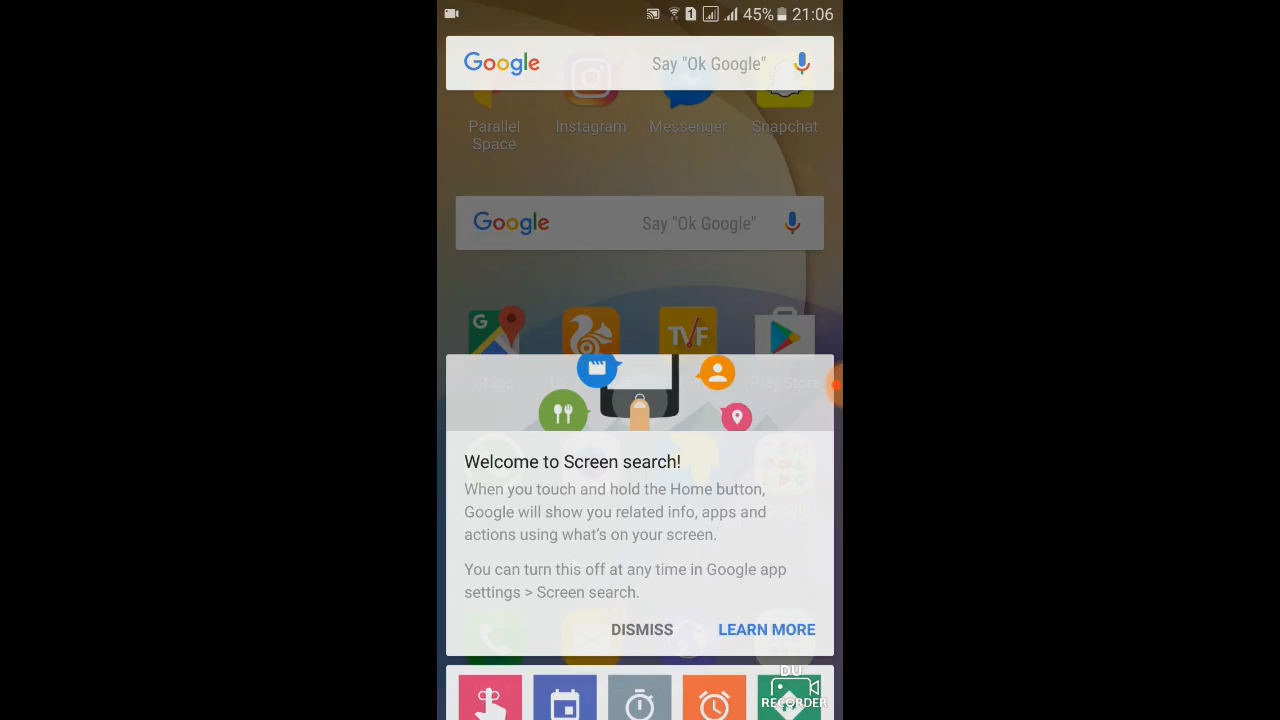 1 45% 21:06
Google Say "Ok Google"
Parallel Space
Instagram
Messenger
Snapchat
Google Say "Ok Google"
G
TVF
Maps
Play Store
Welcome to Screen search!
When you touch and hold the Home button,
Google will show you related info, apps and
actions using what's on your screen.
You can turn this off at any time in Google app
settings > Screen search.
DISMISS LEARN MORE
DU
RECORDER